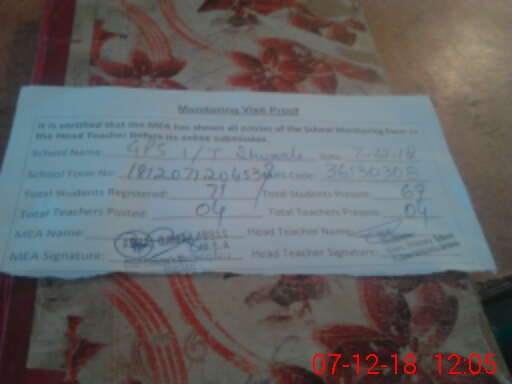 Monitoring Visit Proof
It is certified that the MEA has shown all entries of the School Monitoring Form to
the Head Teacher before its online submission.
School Name: GPS 1/T Date: 7-12-18
School Form No: Code: 36130308
Total Students Registered: 71 Total Students Present: 69
Total Teachers Posted: 04 Total Teachers Present: 04
MEA Name: Head Teacher Name:
MEA Signature: Head Teacher Signature:
07-12-18 12:05